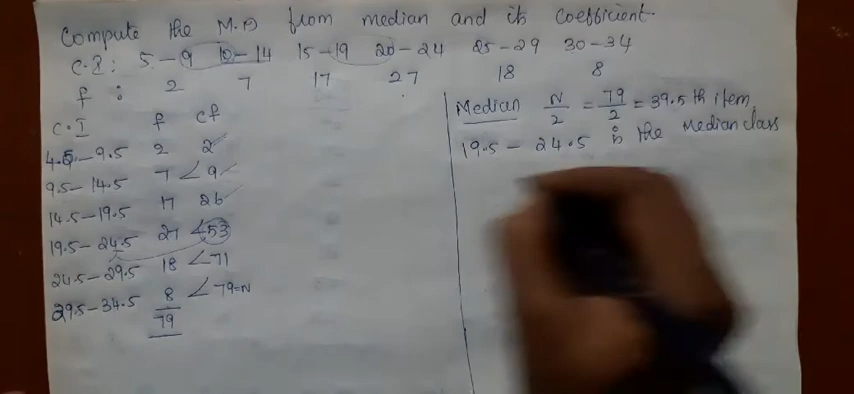 Compute the M.D from median and its coefficient.
C.I : 5-9 10-14 15-19 20-24 25-29 30-34
f : 2 7 17 27 18 8
C.I f cf
4.5-9.5 2 2
9.5-14.5 7 9
14.5-19.5 17 26
19.5-24.5 27 53
24.5-29.5 18 71
29.5-34.5 8 79=N
79
Median N/2 = 79/2 = 39.5th item
19.5-24.5 is the Median class